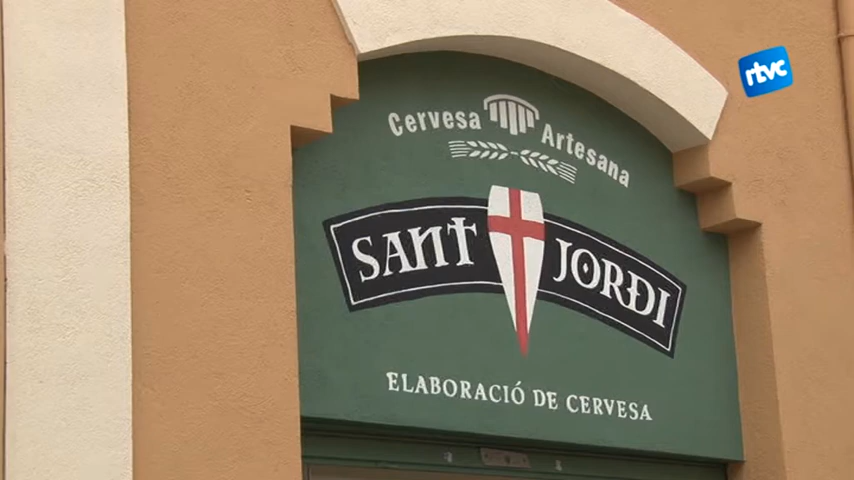 rtvc
Cervesa Artesana
SANT JORDI
ELABORACIÓ DE CERVESA